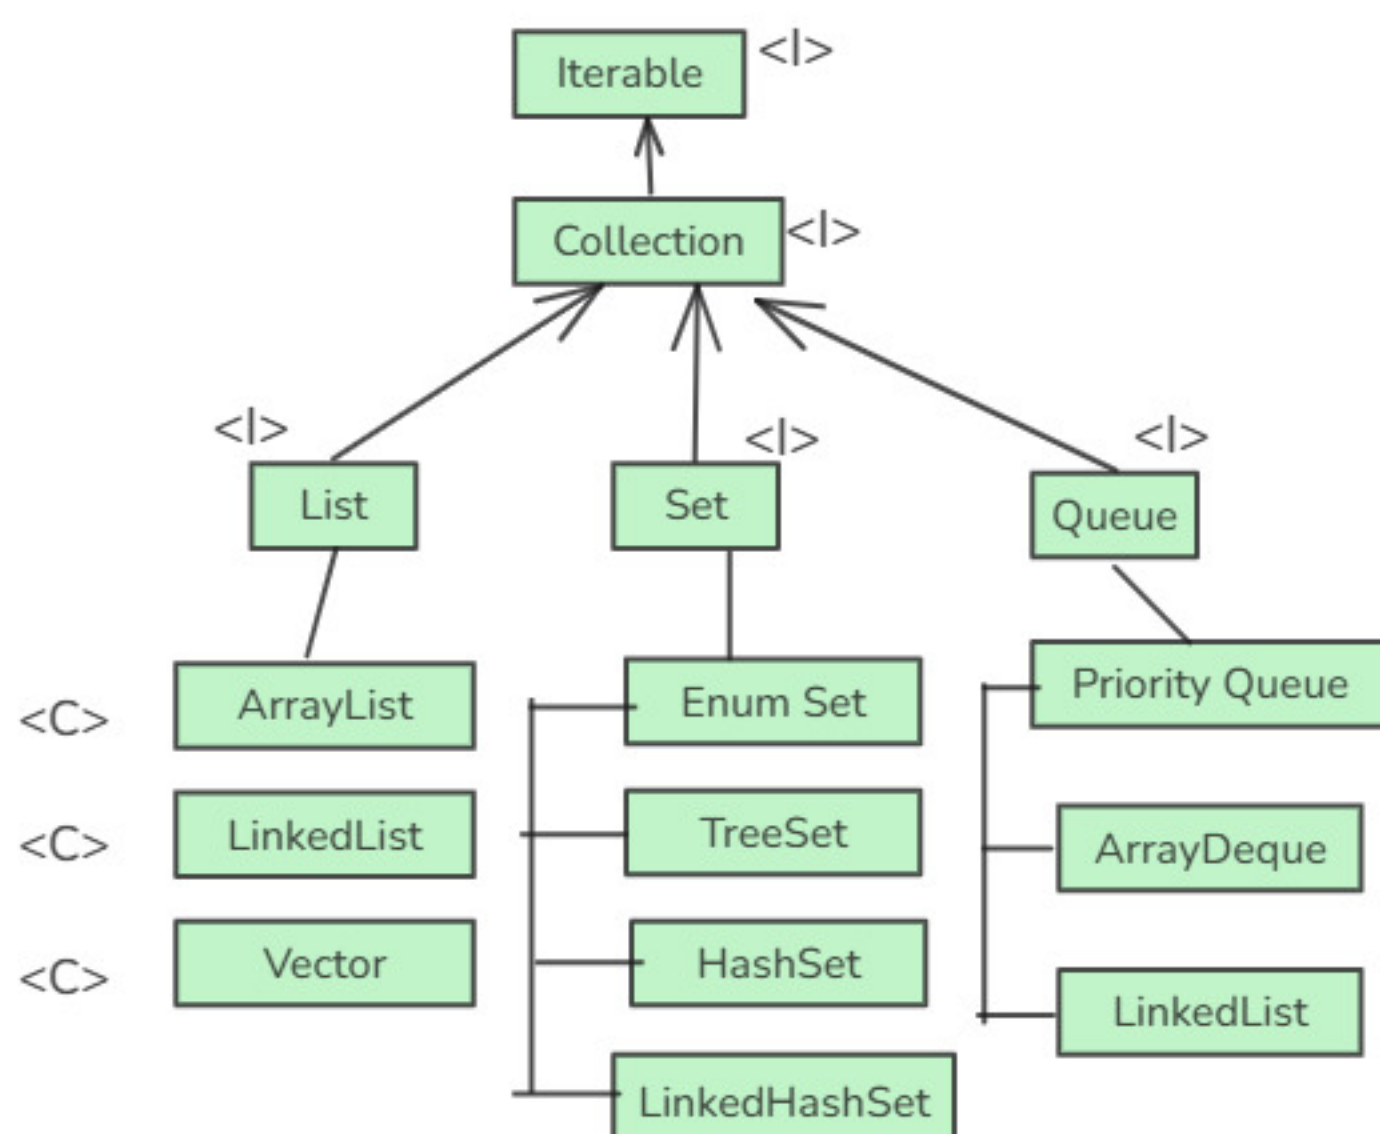 Iterable
<I>
Collection
<I>
<I>
<I>
<I>
List
Set
Queue
<C>
ArrayList
Enum Set
Priority Queue
<C>
LinkedList
TreeSet
ArrayDeque
<C>
Vector
HashSet
LinkedList
LinkedHashSet